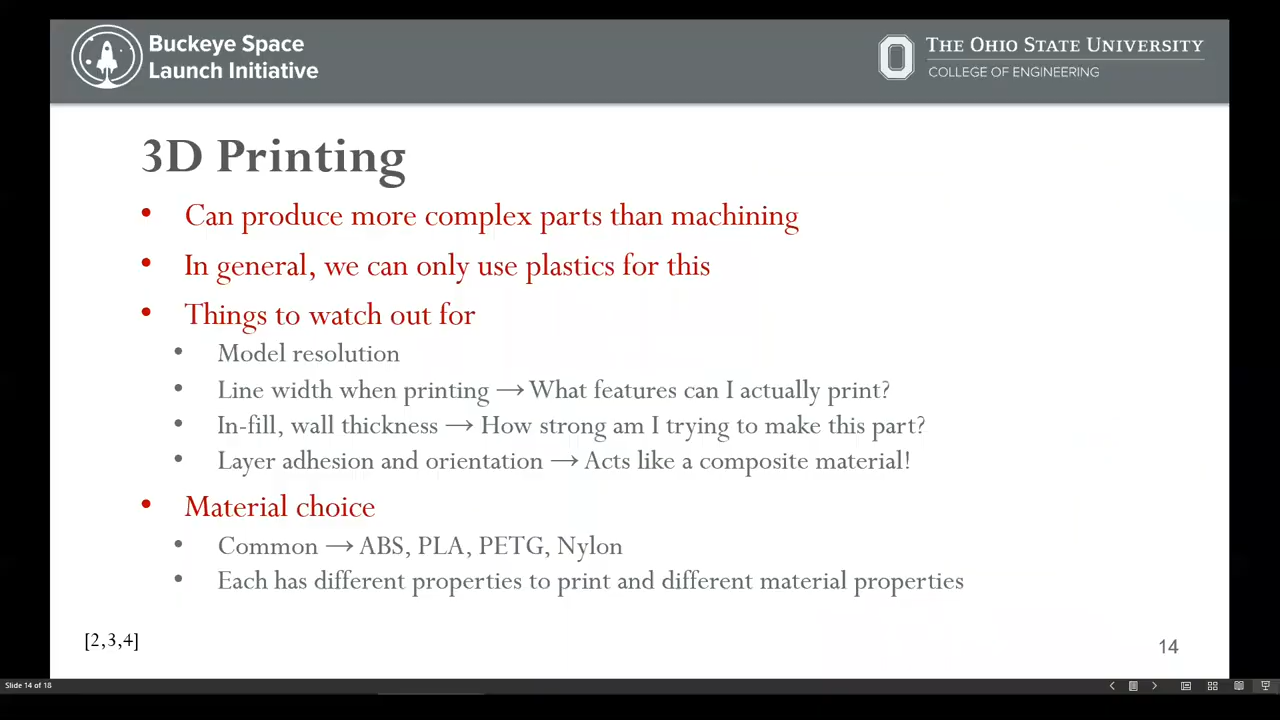 Buckeye Space
Launch Initiative
THE OHIO STATE UNIVERSITY
COLLEGE OF ENGINEERING
3D Printing
• Can produce more complex parts than machining
• In general, we can only use plastics for this
• Things to watch out for
• Model resolution
• Line width when printing → What features can I actually print?
• In-fill, wall thickness → How strong am I trying to make this part?
• Layer adhesion and orientation → Acts like a composite material!
• Material choice
• Common → ABS, PLA, PETG, Nylon
• Each has different properties to print and different material properties
[2,3,4]
14
Slide 14 of 18